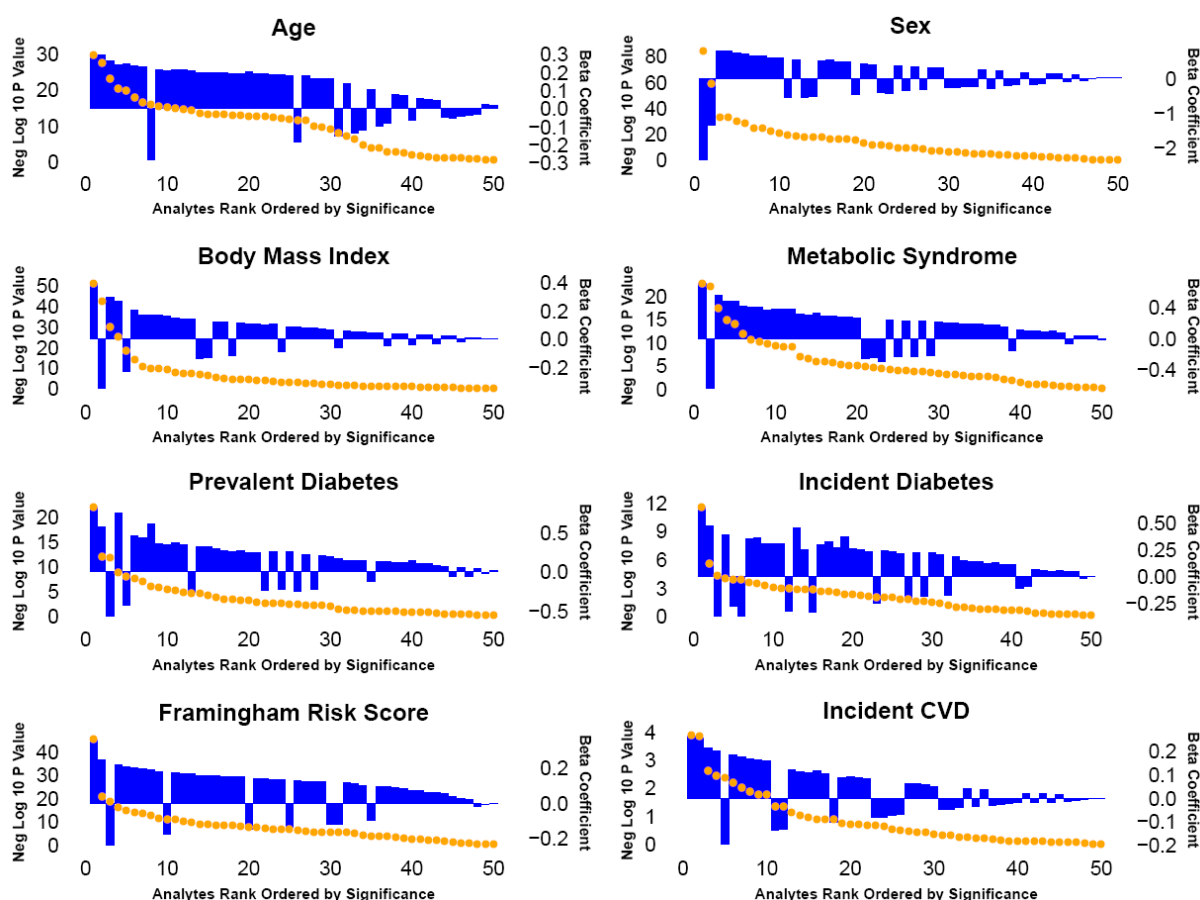 Age
Neg Log 10 P Value
30
20
10
0
0.3
0.2
0.1
0.0
−0.1
−0.2
−0.3
Beta Coefficient
0 10 20 30 40 50
Analytes Rank Ordered by Significance
Sex
Neg Log 10 P Value
80
60
40
20
0
0
−1
−2
Beta Coefficient
0 10 20 30 40 50
Analytes Rank Ordered by Significance
Body Mass Index
Neg Log 10 P Value
50
40
30
20
10
0
0.4
0.2
0.0
−0.2
Beta Coefficient
0 10 20 30 40 50
Analytes Rank Ordered by Significance
Metabolic Syndrome
Neg Log 10 P Value
20
15
10
5
0
0.4
0.0
−0.4
Beta Coefficient
0 10 20 30 40 50
Analytes Rank Ordered by Significance
Prevalent Diabetes
Neg Log 10 P Value
20
15
10
5
0
0.5
0.0
−0.5
Beta Coefficient
0 10 20 30 40 50
Analytes Rank Ordered by Significance
Incident Diabetes
Neg Log 10 P Value
12
9
6
3
0
0.50
0.25
0.00
−0.25
Beta Coefficient
0 10 20 30 40 50
Analytes Rank Ordered by Significance
Framingham Risk Score
Neg Log 10 P Value
40
30
20
10
0
0.2
0.0
−0.2
Beta Coefficient
0 10 20 30 40 50
Analytes Rank Ordered by Significance
Incident CVD
Neg Log 10 P Value
4
3
2
1
0
0.2
0.1
0.0
−0.1
−0.2
Beta Coefficient
0 10 20 30 40 50
Analytes Rank Ordered by Significance